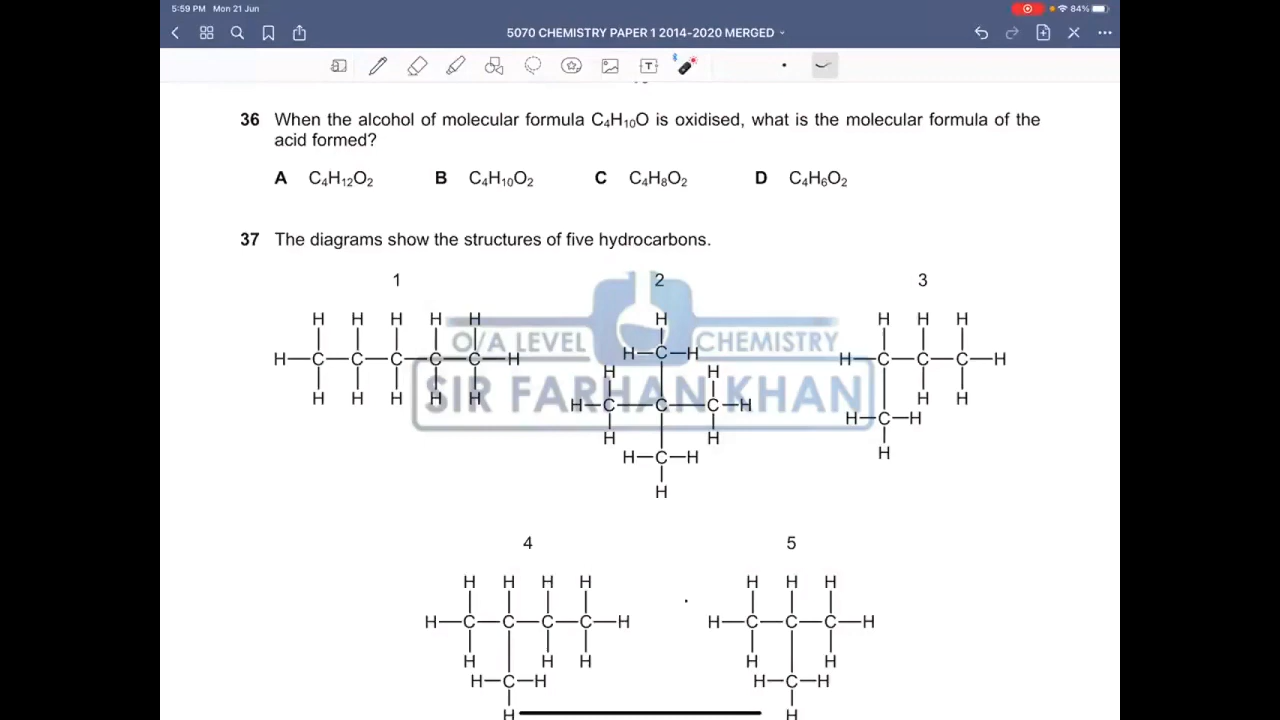 5:59 PM Mon 21 Jun
84%
5070 CHEMISTRY PAPER 1 2014-2020 MERGED
36 When the alcohol of molecular formula C₄H₁₀O is oxidised, what is the molecular formula of the
acid formed?
A C₄H₁₂O₂ B C₄H₁₀O₂ C C₄H₈O₂ D C₄H₆O₂
37 The diagrams show the structures of five hydrocarbons.
1 2 3
H H H H H
H—C—C—C—C—C—H
H H H H H
H
H—C—H
H H
H—C—C—C—H
H H
H—C—H
H
H H H
H—C—C—C—H
H H
H—C—H
H
O/A LEVEL CHEMISTRY
SIR FARHAN KHAN
4 5
H H H H
H—C—C—C—C—H
H H H
H—C—H
H
H H H
H—C—C—C—H
H H
H—C—H
H